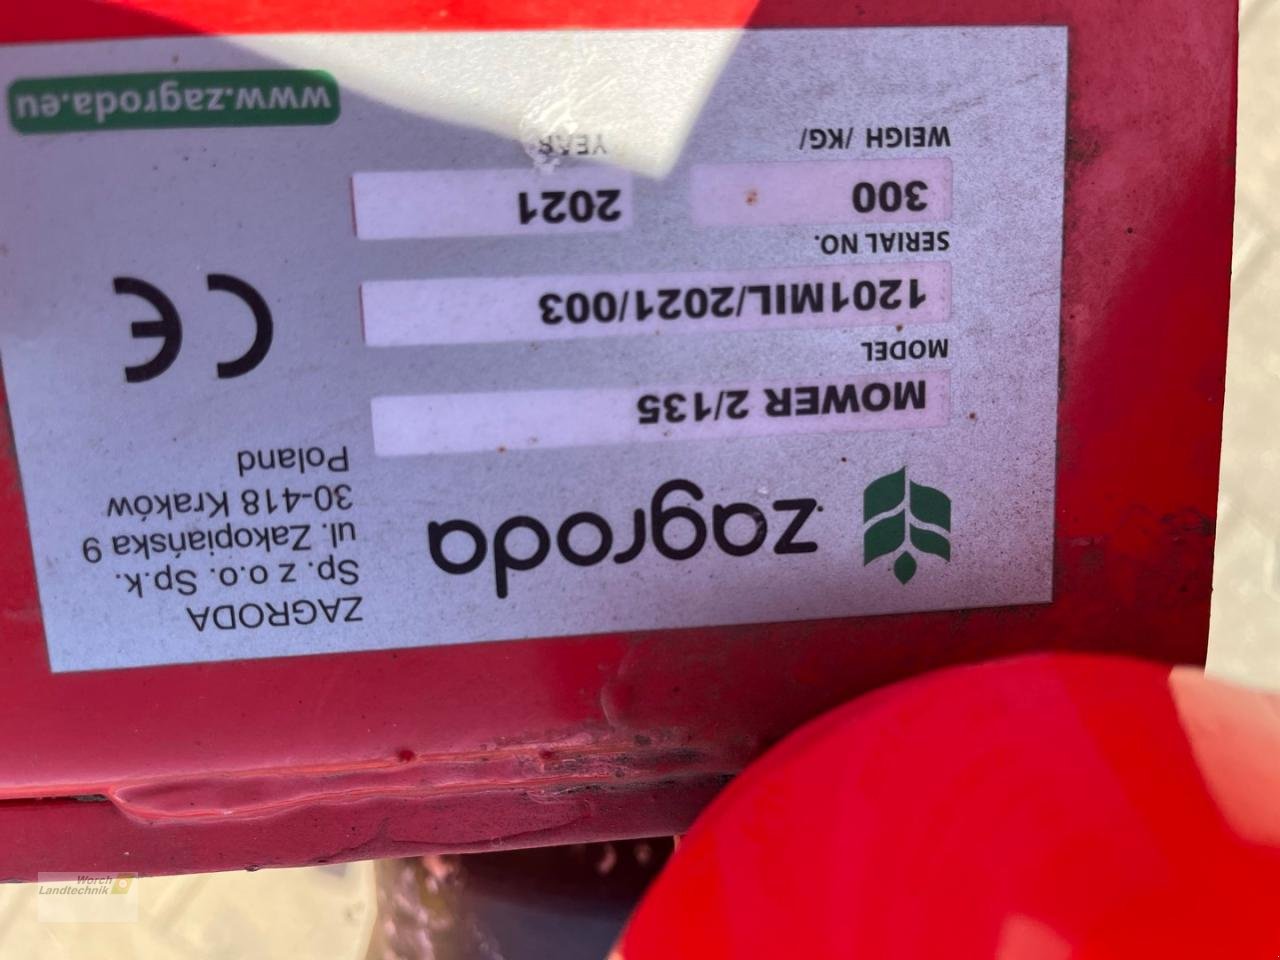 ZAGRODA
Sp. z o.o. Sp.k.
ul. Zakopiańska 9
30-418 Kraków
Poland
zagroda
MODEL
MOWER 2/135
SERIAL NO.
1201MIL/2021/003
WEIGH /KG/
300
YEAR
2021
CE
www.zagroda.eu
Worch
Landtechnik